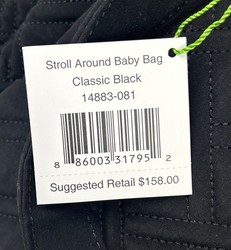 Stroll Around Baby Bag
Classic Black
14883-081
8 86003 31795 2
Suggested Retail $158.00